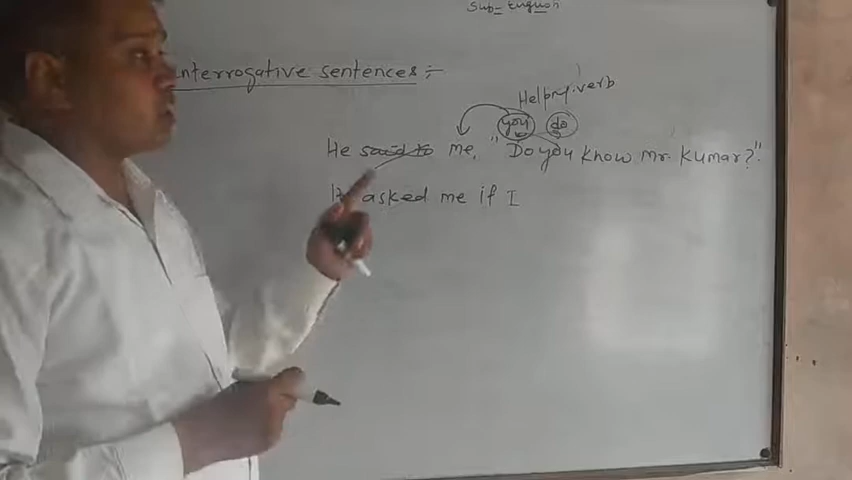 Sub- English
interrogative sentences :-
Helping verb
you do
He said to me, "Do you know Mr. Kumar?".
He asked me if I